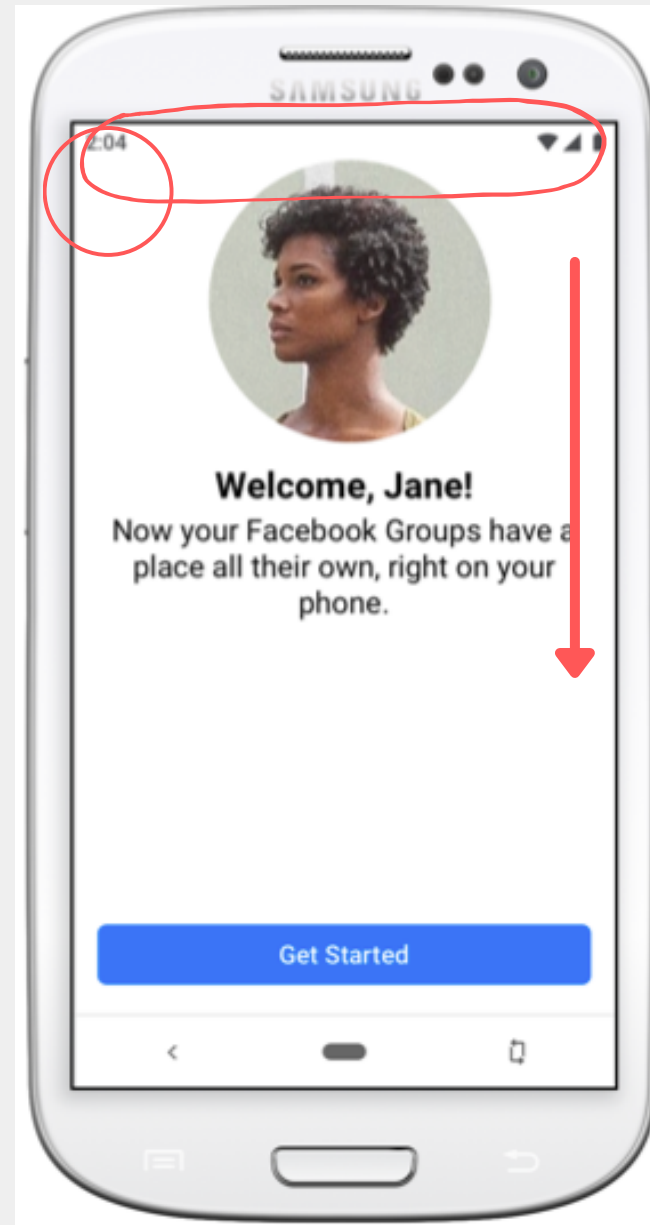 SAMSUNG
2:04
Welcome, Jane!
Now your Facebook Groups have a
place all their own, right on your
phone.
Get Started